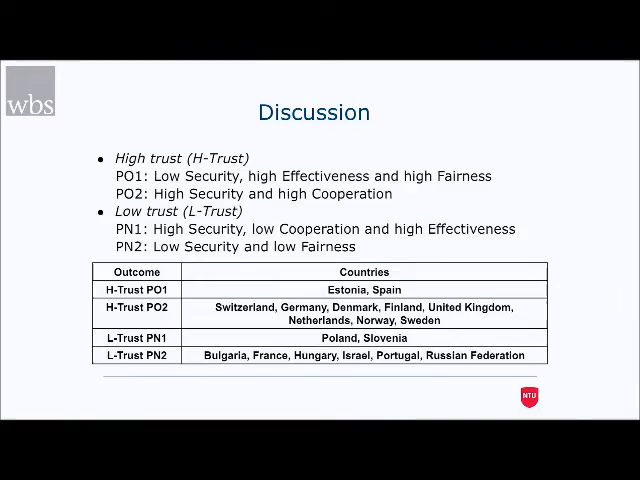 wbs
Discussion
• High trust (H-Trust)
PO1: Low Security, high Effectiveness and high Fairness
PO2: High Security and high Cooperation
• Low trust (L-Trust)
PN1: High Security, low Cooperation and high Effectiveness
PN2: Low Security and low Fairness
Outcome Countries
H-Trust PO1 Estonia, Spain
H-Trust PO2 Switzerland, Germany, Denmark, Finland, United Kingdom,
Netherlands, Norway, Sweden
L-Trust PN1 Poland, Slovenia
L-Trust PN2 Bulgaria, France, Hungary, Israel, Portugal, Russian Federation
NTU